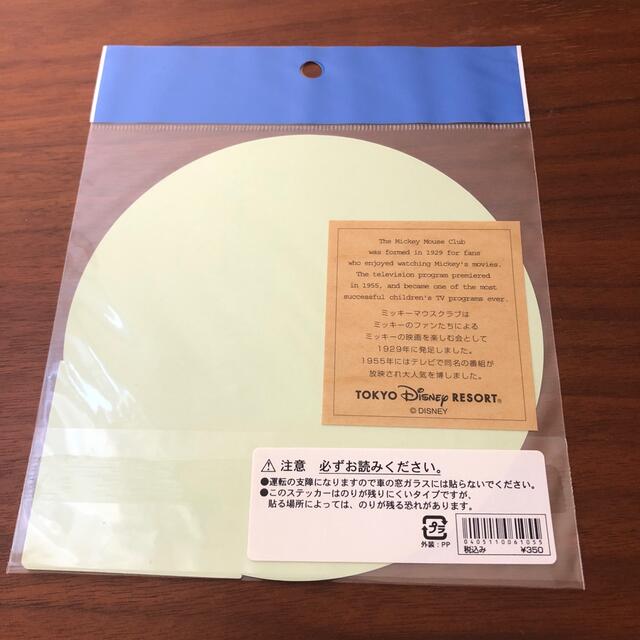 The Mickey Mouse Club
was formed in 1929 for fans
who enjoyed watching Mickey's movies.
The television program premiered
in 1955, and became one of the most
successful children's TV programs ever.
ミッキーマウスクラブは
ミッキーのファンたちによる
ミッキーの映画を楽しむ会として
1929年に発足しました。
1955年にはテレビで同名の番組が
放映され大人気を博しました。
TOKYO Disney RESORT®
© DISNEY
⚠ 注意 必ずお読みください。
●運転の支障になりますので車の窓ガラスには貼らないでください。
●このステッカーはのりが残りにくいタイプですが、
貼る場所によっては、のりが残る恐れがあります。
プラ
外装：PP
0405110061055
税込み ¥350